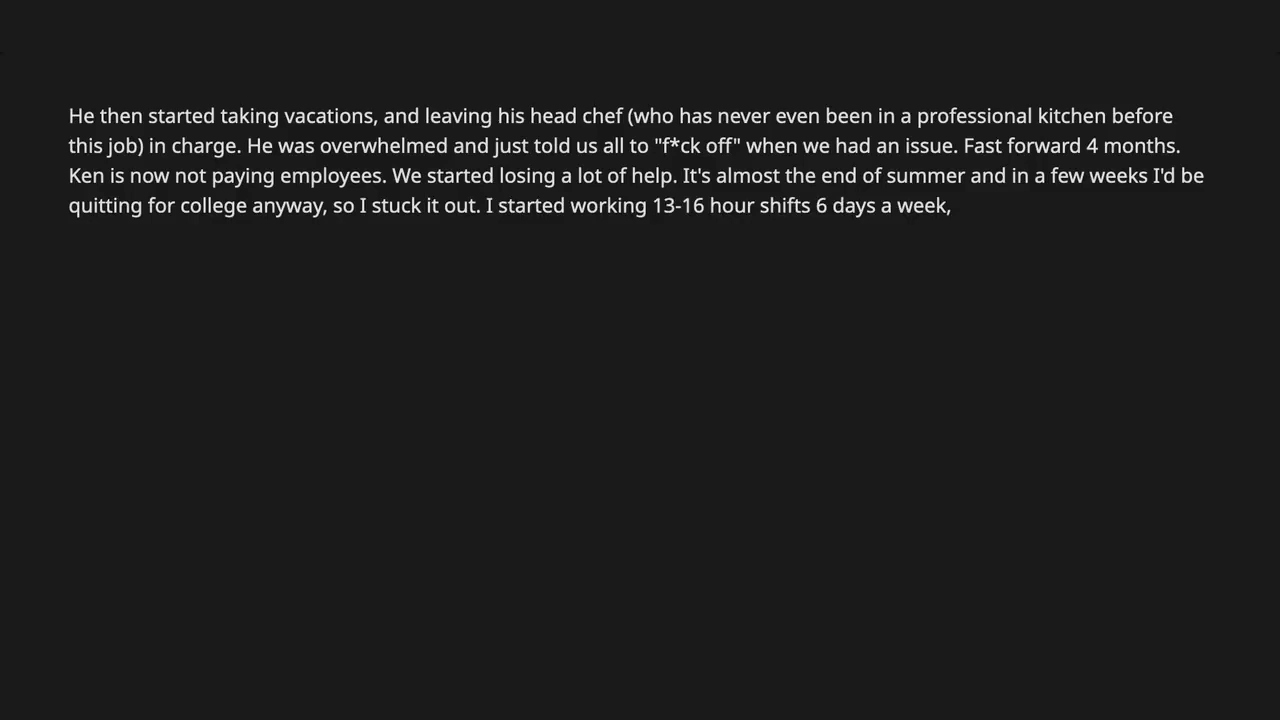 He then started taking vacations, and leaving his head chef (who has never even been in a professional kitchen before
this job) in charge. He was overwhelmed and just told us all to "f*ck off" when we had an issue. Fast forward 4 months.
Ken is now not paying employees. We started losing a lot of help. It's almost the end of summer and in a few weeks I'd be
quitting for college anyway, so I stuck it out. I started working 13-16 hour shifts 6 days a week,